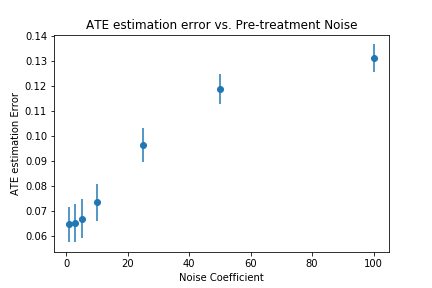 ATE estimation error vs. Pre-treatment Noise
0.14
0.13
0.12
0.11
0.10
0.09
0.08
0.07
0.06
ATE estimation Error
0 20 40 60 80 100
Noise Coefficient